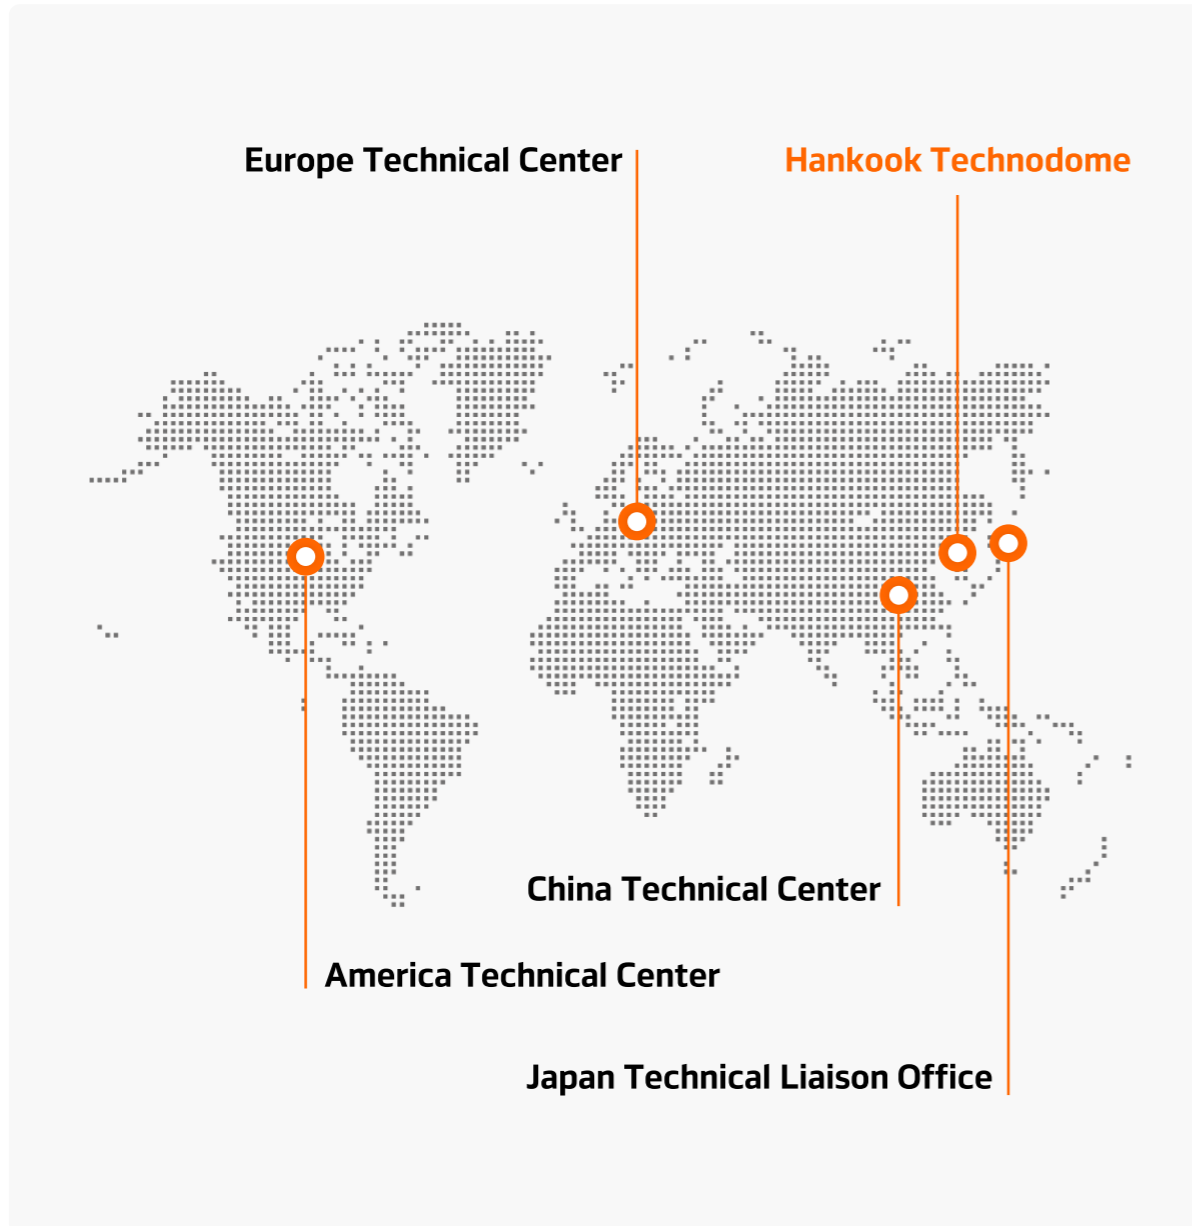 Europe Technical Center
Hankook Technodome
China Technical Center
America Technical Center
Japan Technical Liaison Office